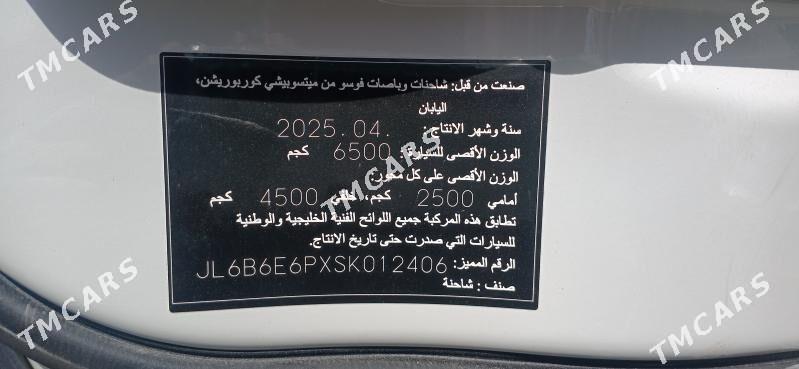 صنعت من قبل: شاحنات وباصات فوسو من ميتسوبيشي كوربوريشن،
اليابان
سنة وشهر الانتاج: 2025.04.
الوزن الأقصى للسيارة 6500 كجم
الوزن الأقصى على كل محور:
أمامي 2500 كجم، خلفي 4500 كجم
تطابق هذه المركبة جميع اللوائح الفنية الخليجية والوطنية
للسيارات التي صدرت حتى تاريخ الانتاج.
الرقم المميز: JL6B6E6PXSK012406
صنف : شاحنة
TMCARS
TMCARS
TMCARS
TMCARS
TMCARS
TMCARS